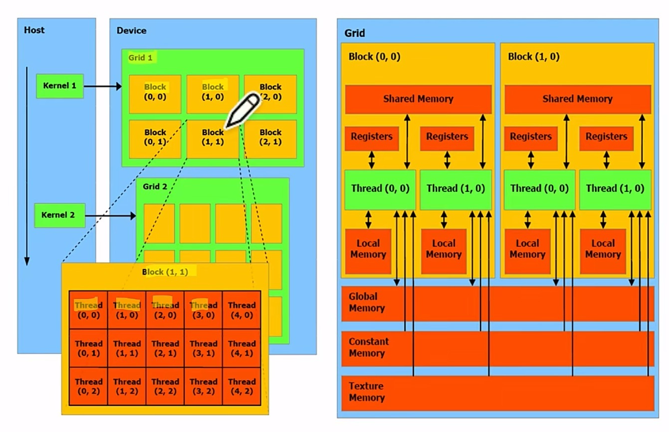 Host
Device
Grid 1
Kernel 1
Block
(0, 0)
Block
(1, 0)
Block
(2, 0)
Block
(0, 1)
Block
(1, 1)
Block
(2, 1)
Grid 2
Kernel 2
Block (1, 1)
Thread
(0, 0)
Thread
(1, 0)
Thread
(2, 0)
Thread
(3, 0)
Thread
(4, 0)
Thread
(0, 1)
Thread
(1, 1)
Thread
(2, 1)
Thread
(3, 1)
Thread
(4, 1)
Thread
(0, 2)
Thread
(1, 2)
Thread
(2, 2)
Thread
(3, 2)
Thread
(4, 2)
Grid
Block (0, 0)
Shared Memory
Registers
Registers
Thread (0, 0)
Thread (1, 0)
Local
Memory
Local
Memory
Block (1, 0)
Shared Memory
Registers
Registers
Thread (0, 0)
Thread (1, 0)
Local
Memory
Local
Memory
Global
Memory
Constant
Memory
Texture
Memory